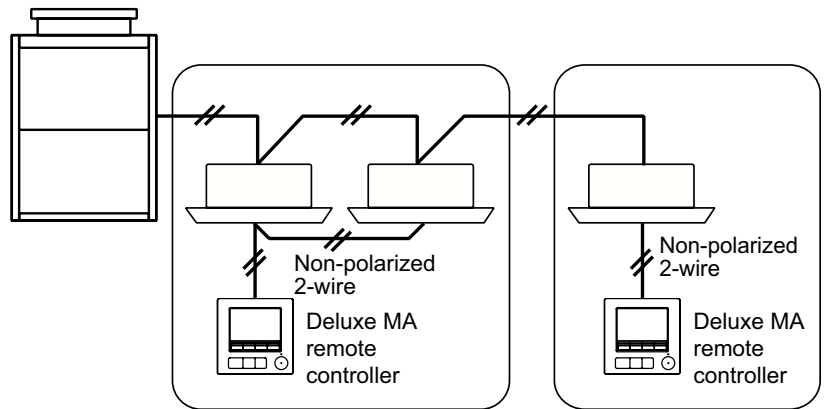 Non-polarized
2-wire
Deluxe MA
remote
controller
Non-polarized
2-wire
Deluxe MA
remote
controller